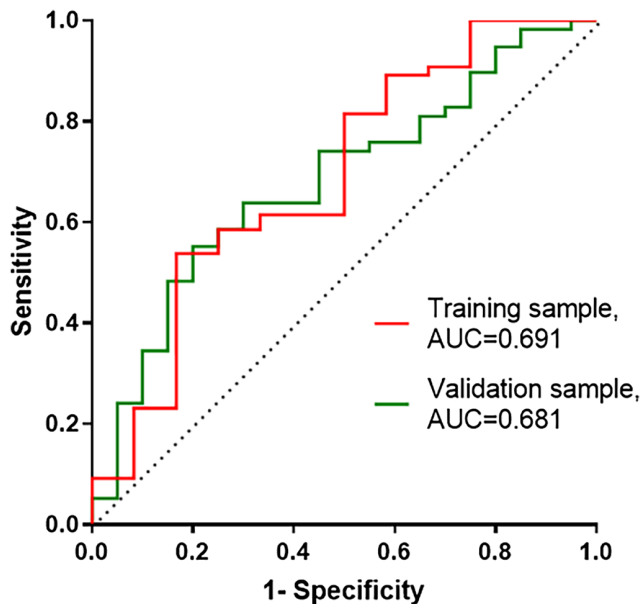 1.0
0.8
0.6
0.4
0.2
0.0
Sensitivity
Training sample,
AUC=0.691
Validation sample,
AUC=0.681
0.0 0.2 0.4 0.6 0.8 1.0
1- Specificity